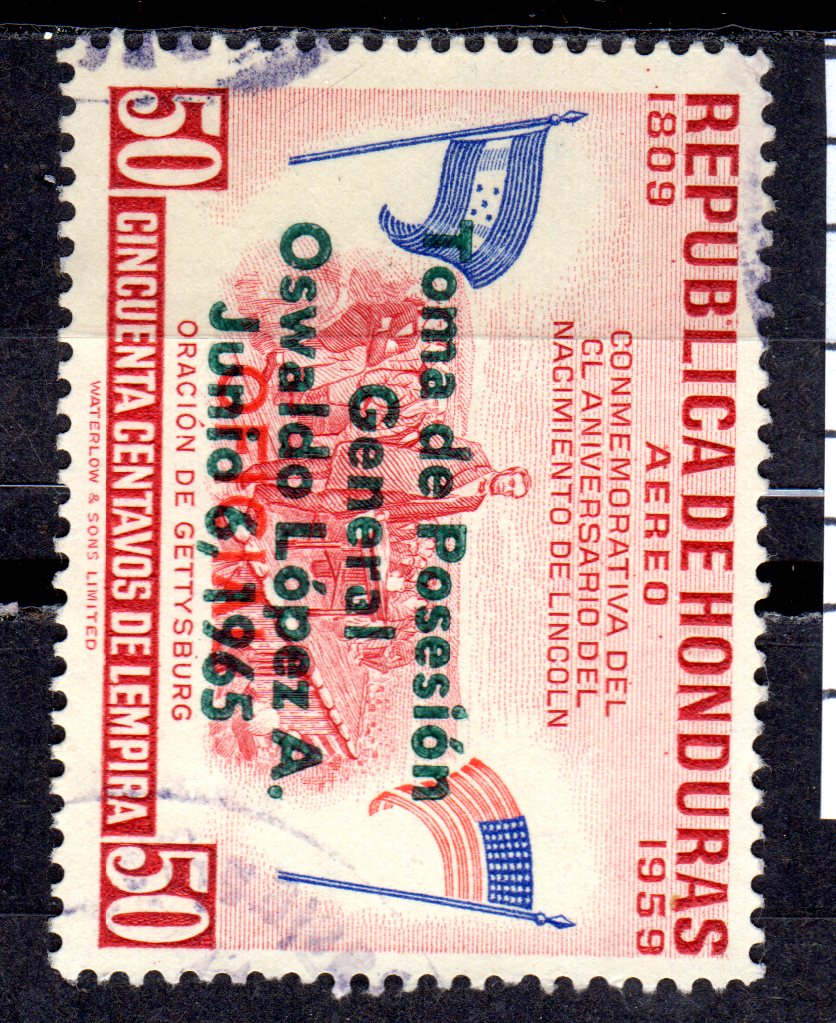 REPUBLICA DE HONDURAS
1809
AEREO
1959
CONMEMORATIVA DEL
CL ANIVERSARIO DEL
NACIMIENTO DE LINCOLN
Toma de Posesión
General
Oswaldo López A.
Junio 6, 1965
OFICIAL
ORACIÓN DE GETTYSBURG
50
CINCUENTA CENTAVOS DE LEMPIRA
50
WATERLOW & SONS LIMITED